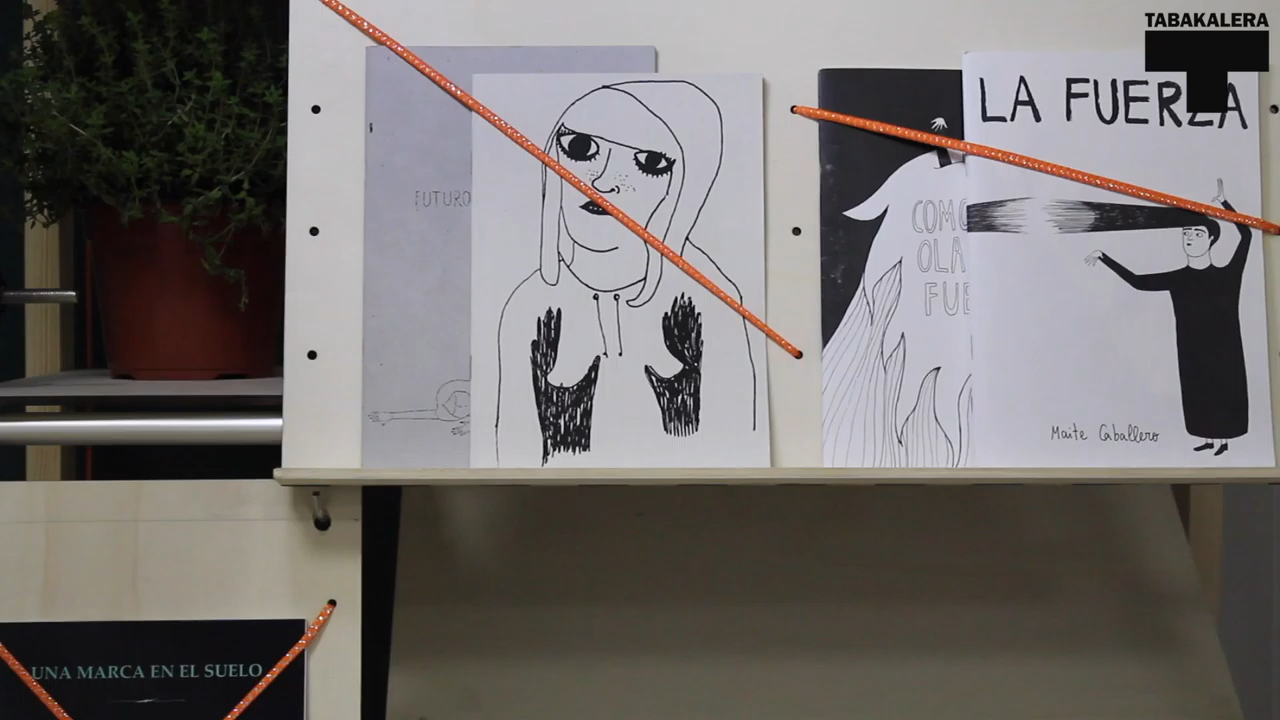 TABAKALERA
FUTURO
LA FUERZA
COMO
OLA
FUE
Maite Caballero
UNA MARCA EN EL SUELO